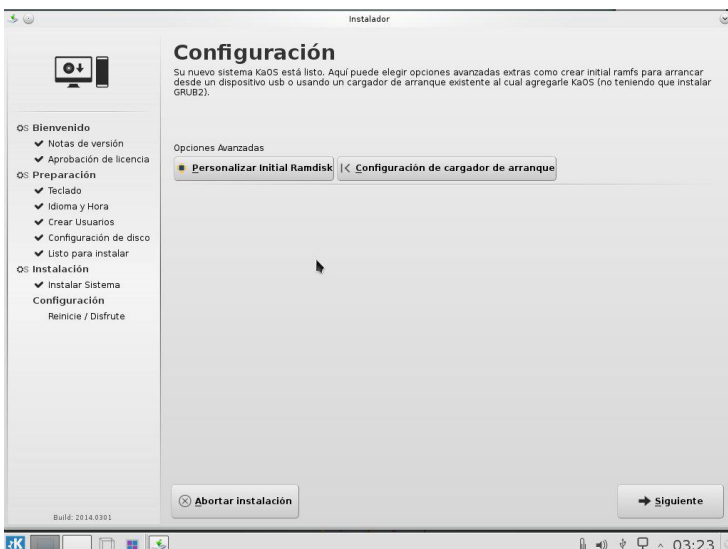 Instalador
Configuración
Su nuevo sistema KaOS está listo. Aquí puede elegir opciones avanzadas extras como crear initial ramfs para arrancar
desde un dispositivo usb o usando un cargador de arranque existente al cual agregarle KaOS (no teniendo que instalar
GRUB2).
Bienvenido
Notas de versión
Aprobación de licencia
Preparación
Teclado
Idioma y Hora
Crear Usuarios
Configuración de disco
Listo para instalar
Instalación
Instalar Sistema
Configuración
Reinicie / Disfrute
Opciones Avanzadas
Personalizar Initial Ramdisk
Configuración de cargador de arranque
Abortar instalación
Siguiente
Build: 2014.0301
03:23